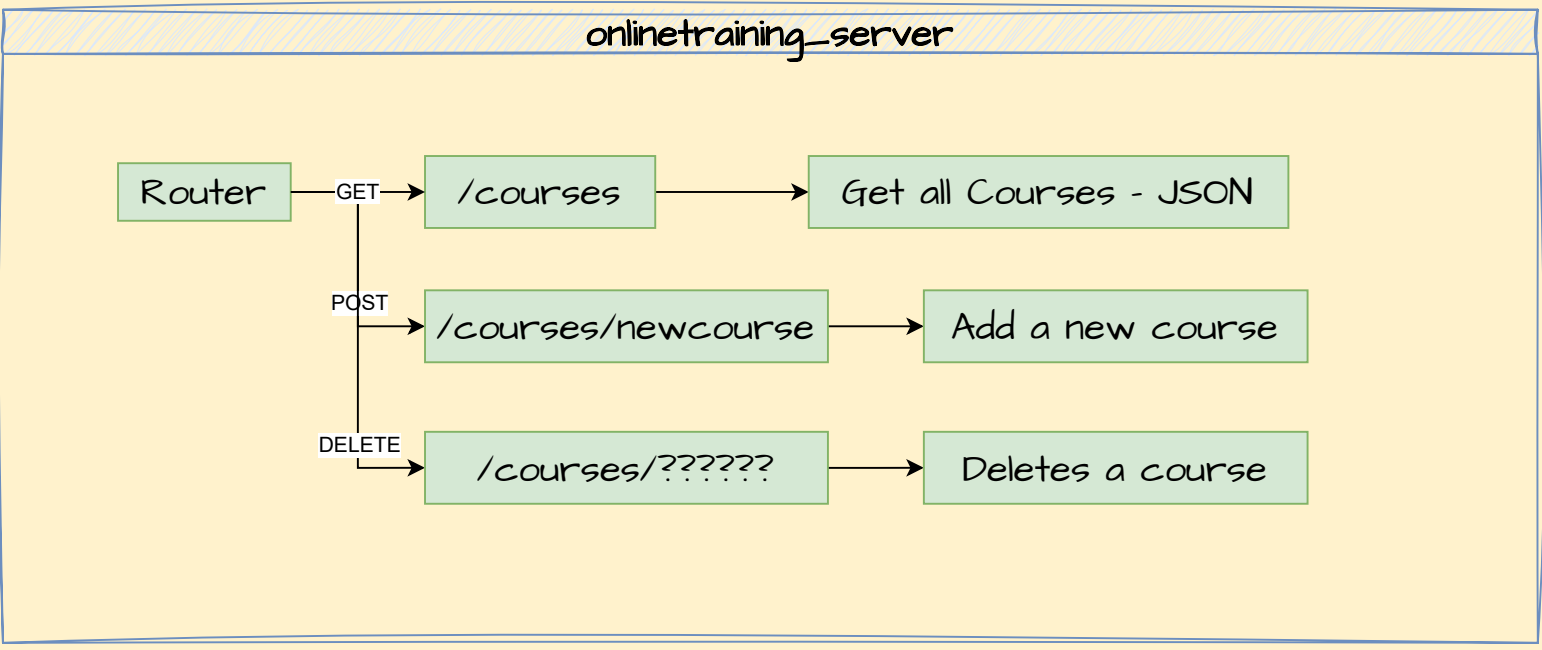 onlinetraining_server
Router
GET
/courses
Get all Courses - JSON
POST
/courses/newcourse
Add a new course
DELETE
/courses/??????
Deletes a course